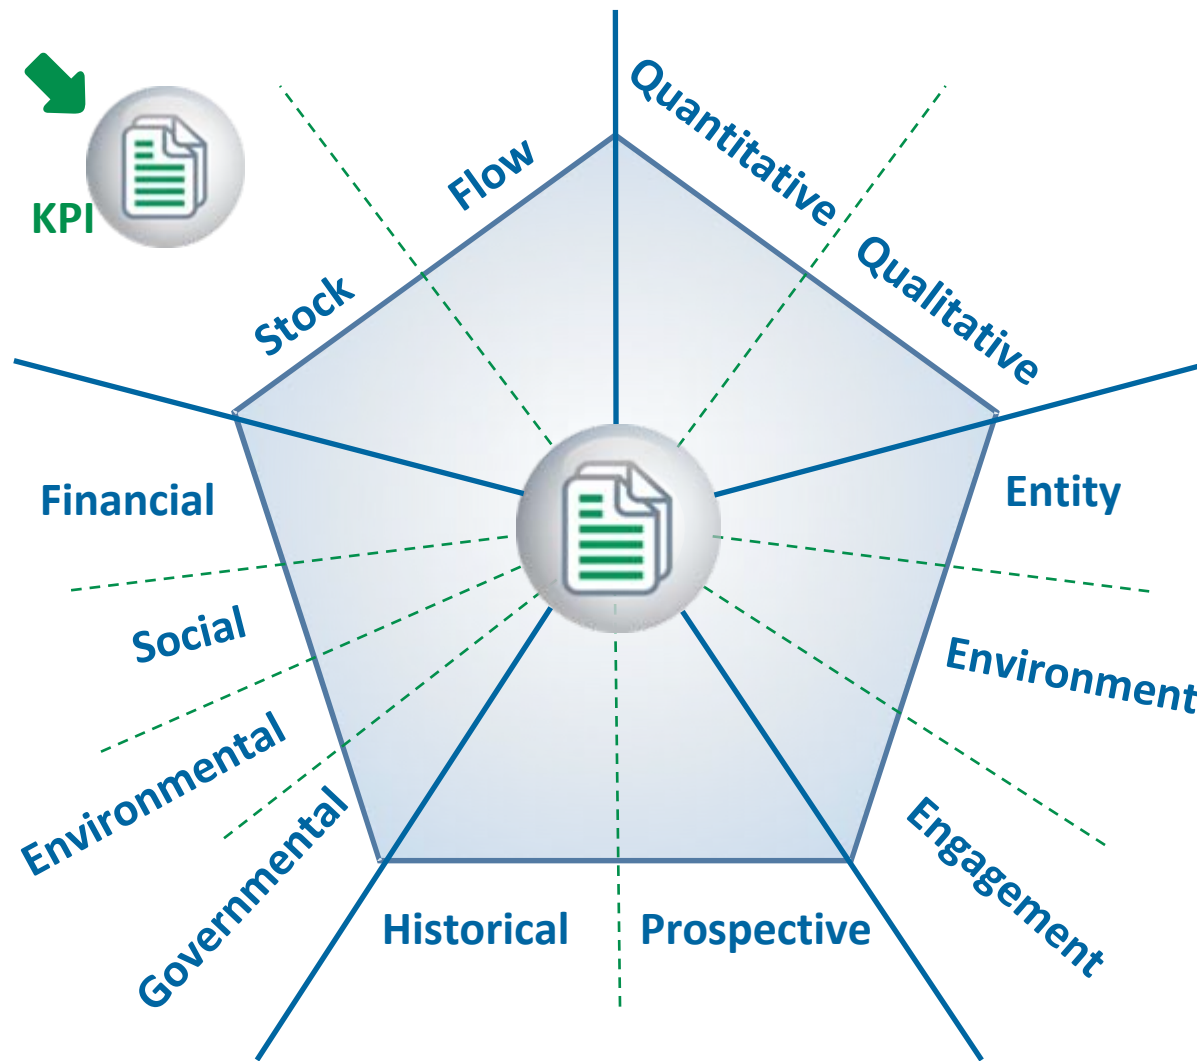 KPI
Flow
Stock
Quantitative
Qualitative
Financial
Entity
Social
Environment
Environmental
Governmental
Engagement
Historical
Prospective